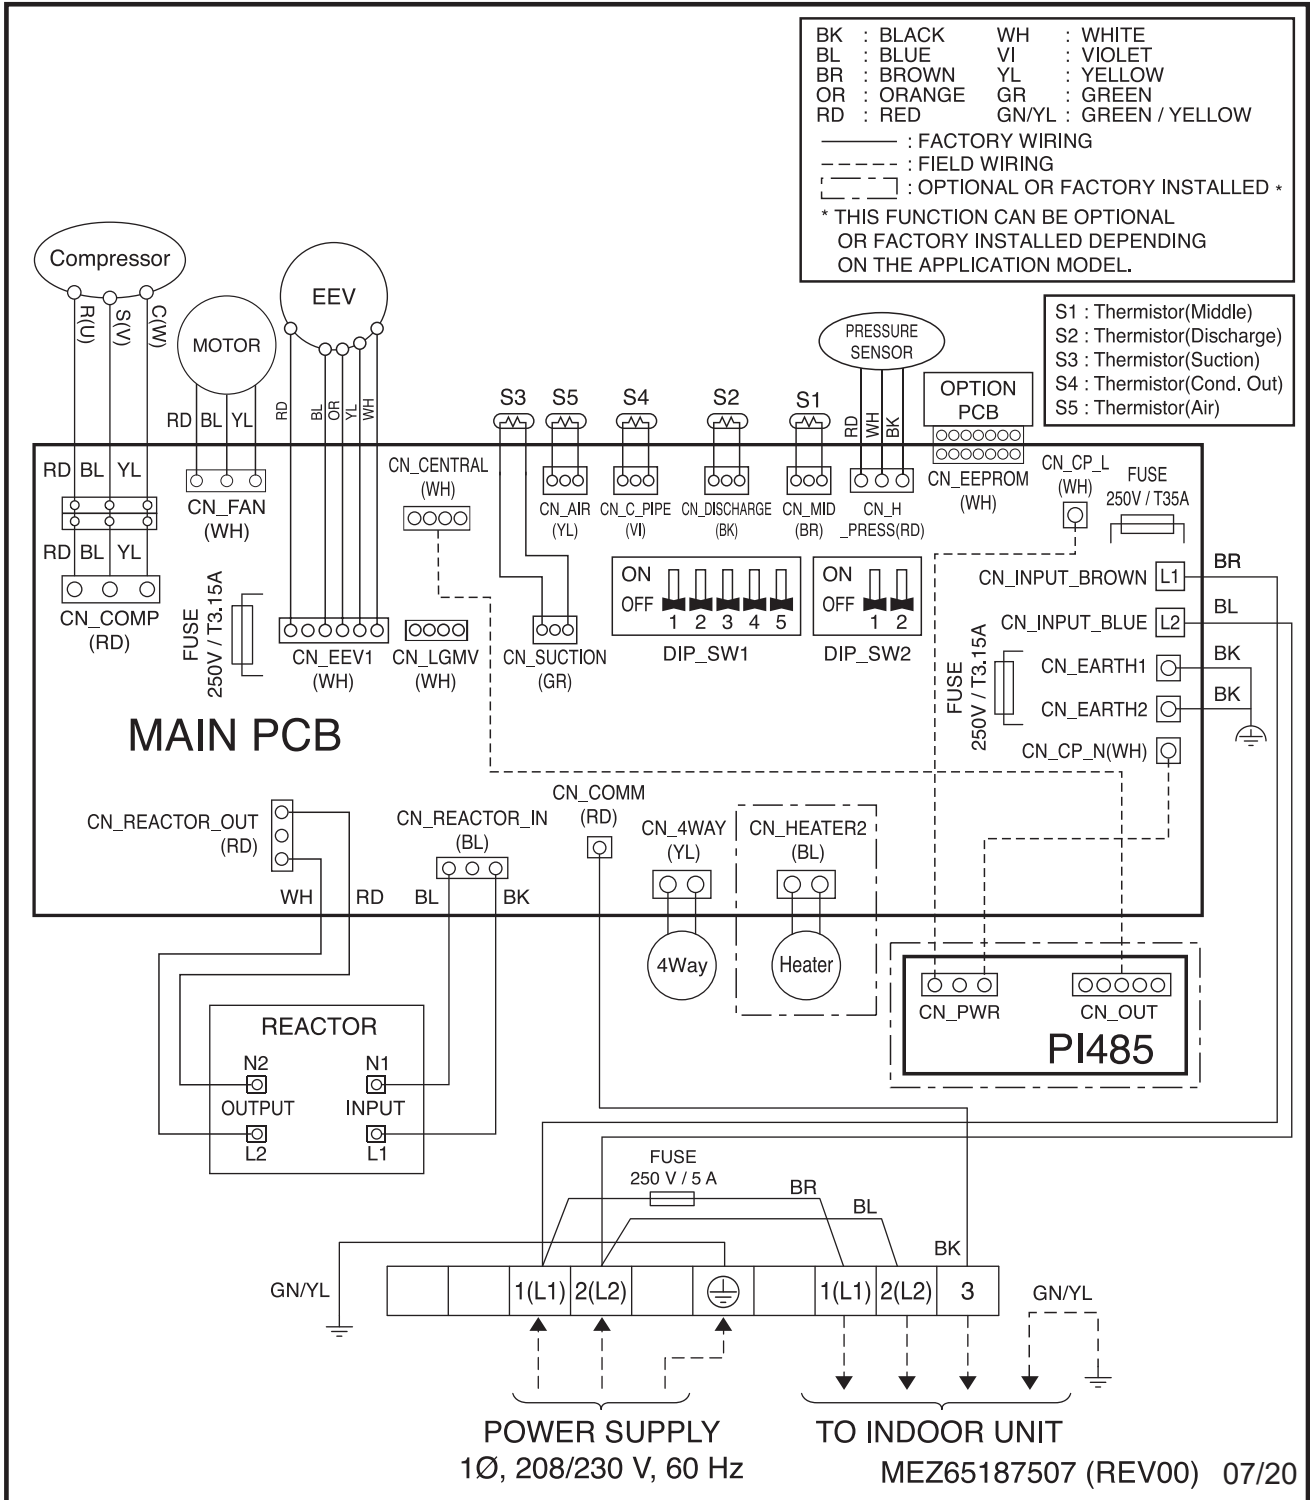 BK : BLACK WH : WHITE
BL : BLUE VI : VIOLET
BR : BROWN YL : YELLOW
OR : ORANGE GR : GREEN
RD : RED GN/YL : GREEN / YELLOW
: FACTORY WIRING
: FIELD WIRING
: OPTIONAL OR FACTORY INSTALLED *
* THIS FUNCTION CAN BE OPTIONAL
OR FACTORY INSTALLED DEPENDING
ON THE APPLICATION MODEL.
S1 : Thermistor(Middle)
S2 : Thermistor(Discharge)
S3 : Thermistor(Suction)
S4 : Thermistor(Cond. Out)
S5 : Thermistor(Air)
Compressor
R(U)
S(V)
C(W)
MOTOR
RD BL YL
EEV
RD
BL
OR
YL
WH
S3 S5 S4 S2 S1
PRESSURE
SENSOR
RD
WH
BK
OPTION
PCB
RD BL YL
RD BL YL
CN_COMP
(RD)
CN_FAN
(WH)
FUSE
250V / T3.15A
CN_EEV1
(WH)
CN_CENTRAL
(WH)
CN_LGMV
(WH)
CN_SUCTION
(GR)
CN_AIR
(YL)
CN_C_PIPE
(VI)
CN_DISCHARGE
(BK)
CN_MID
(BR)
CN_H
_PRESS(RD)
CN_EEPROM
(WH)
CN_CP_L
(WH)
FUSE
250V / T35A
ON
OFF
1 2 3 4 5
DIP_SW1
ON
OFF
1 2
DIP_SW2
CN_INPUT_BROWN L1
BR
CN_INPUT_BLUE L2
BL
FUSE
250V / T3.15A
CN_EARTH1
BK
CN_EARTH2
BK
CN_CP_N(WH)
MAIN PCB
CN_REACTOR_OUT
(RD)
WH RD
CN_REACTOR_IN
(BL)
BL BK
CN_COMM
(RD)
CN_4WAY
(YL)
4Way
CN_HEATER2
(BL)
Heater
CN_PWR CN_OUT
PI485
REACTOR
N2 N1
OUTPUT INPUT
L2 L1
FUSE
250 V / 5 A
BR
BL
BK
GN/YL
1(L1) 2(L2) 1(L1) 2(L2) 3
GN/YL
POWER SUPPLY
1Ø, 208/230 V, 60 Hz
TO INDOOR UNIT
MEZ65187507 (REV00) 07/20